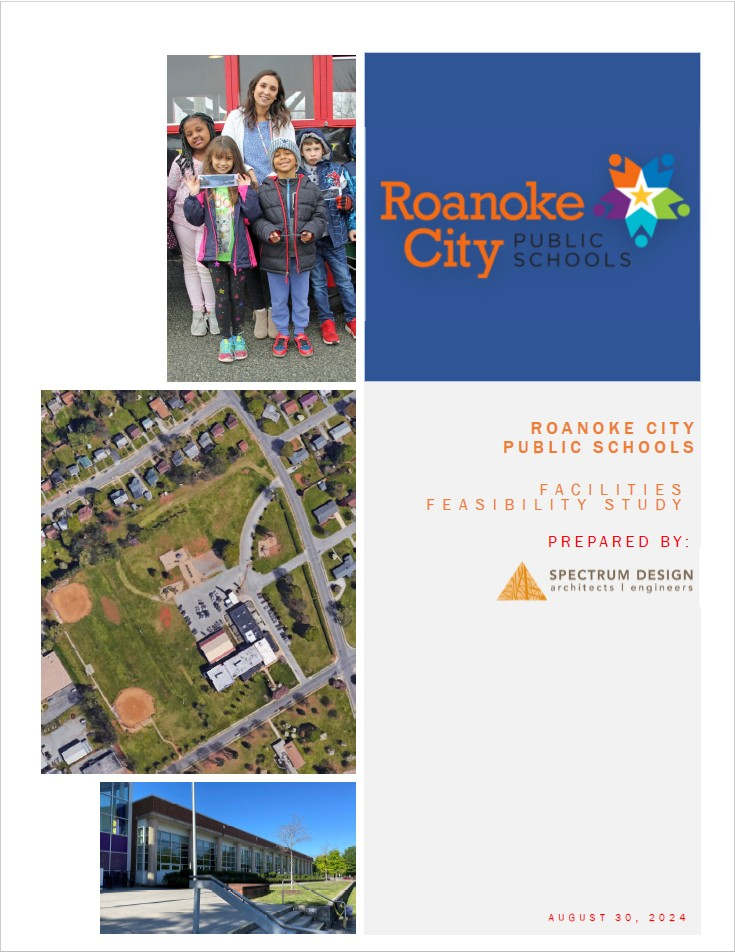 Roanoke
City PUBLIC
SCHOOLS
ROANOKE CITY
PUBLIC SCHOOLS
FACILITIES
FEASIBILITY STUDY
PREPARED BY:
SPECTRUM DESIGN
architects | engineers
AUGUST 30, 2024